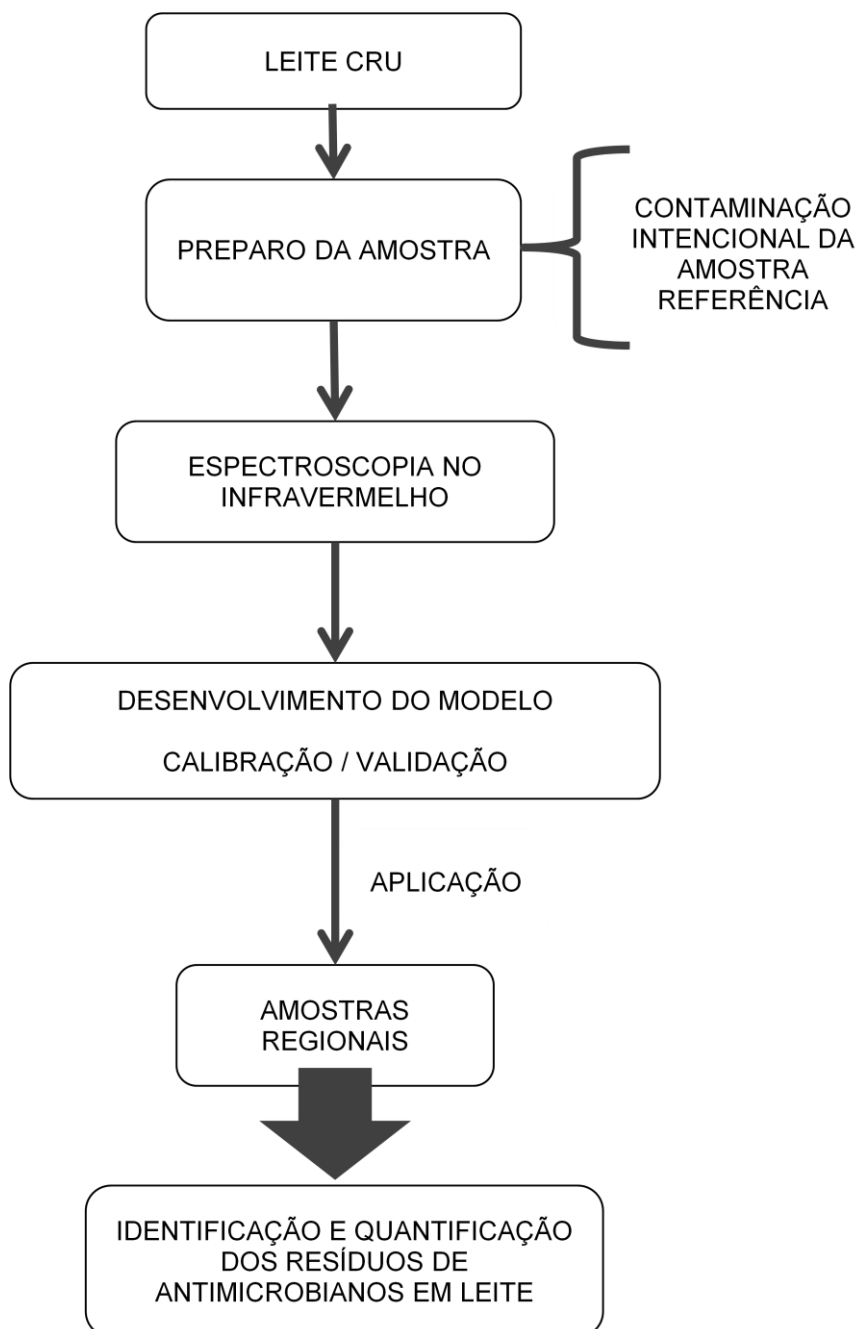 LEITE CRU
PREPARO DA AMOSTRA
CONTAMINAÇÃO
INTENCIONAL DA
AMOSTRA
REFERÊNCIA
ESPECTROSCOPIA NO
INFRAVERMELHO
DESENVOLVIMENTO DO MODELO
CALIBRAÇÃO / VALIDAÇÃO
APLICAÇÃO
AMOSTRAS
REGIONAIS
IDENTIFICAÇÃO E QUANTIFICAÇÃO
DOS RESÍDUOS DE
ANTIMICROBIANOS EM LEITE